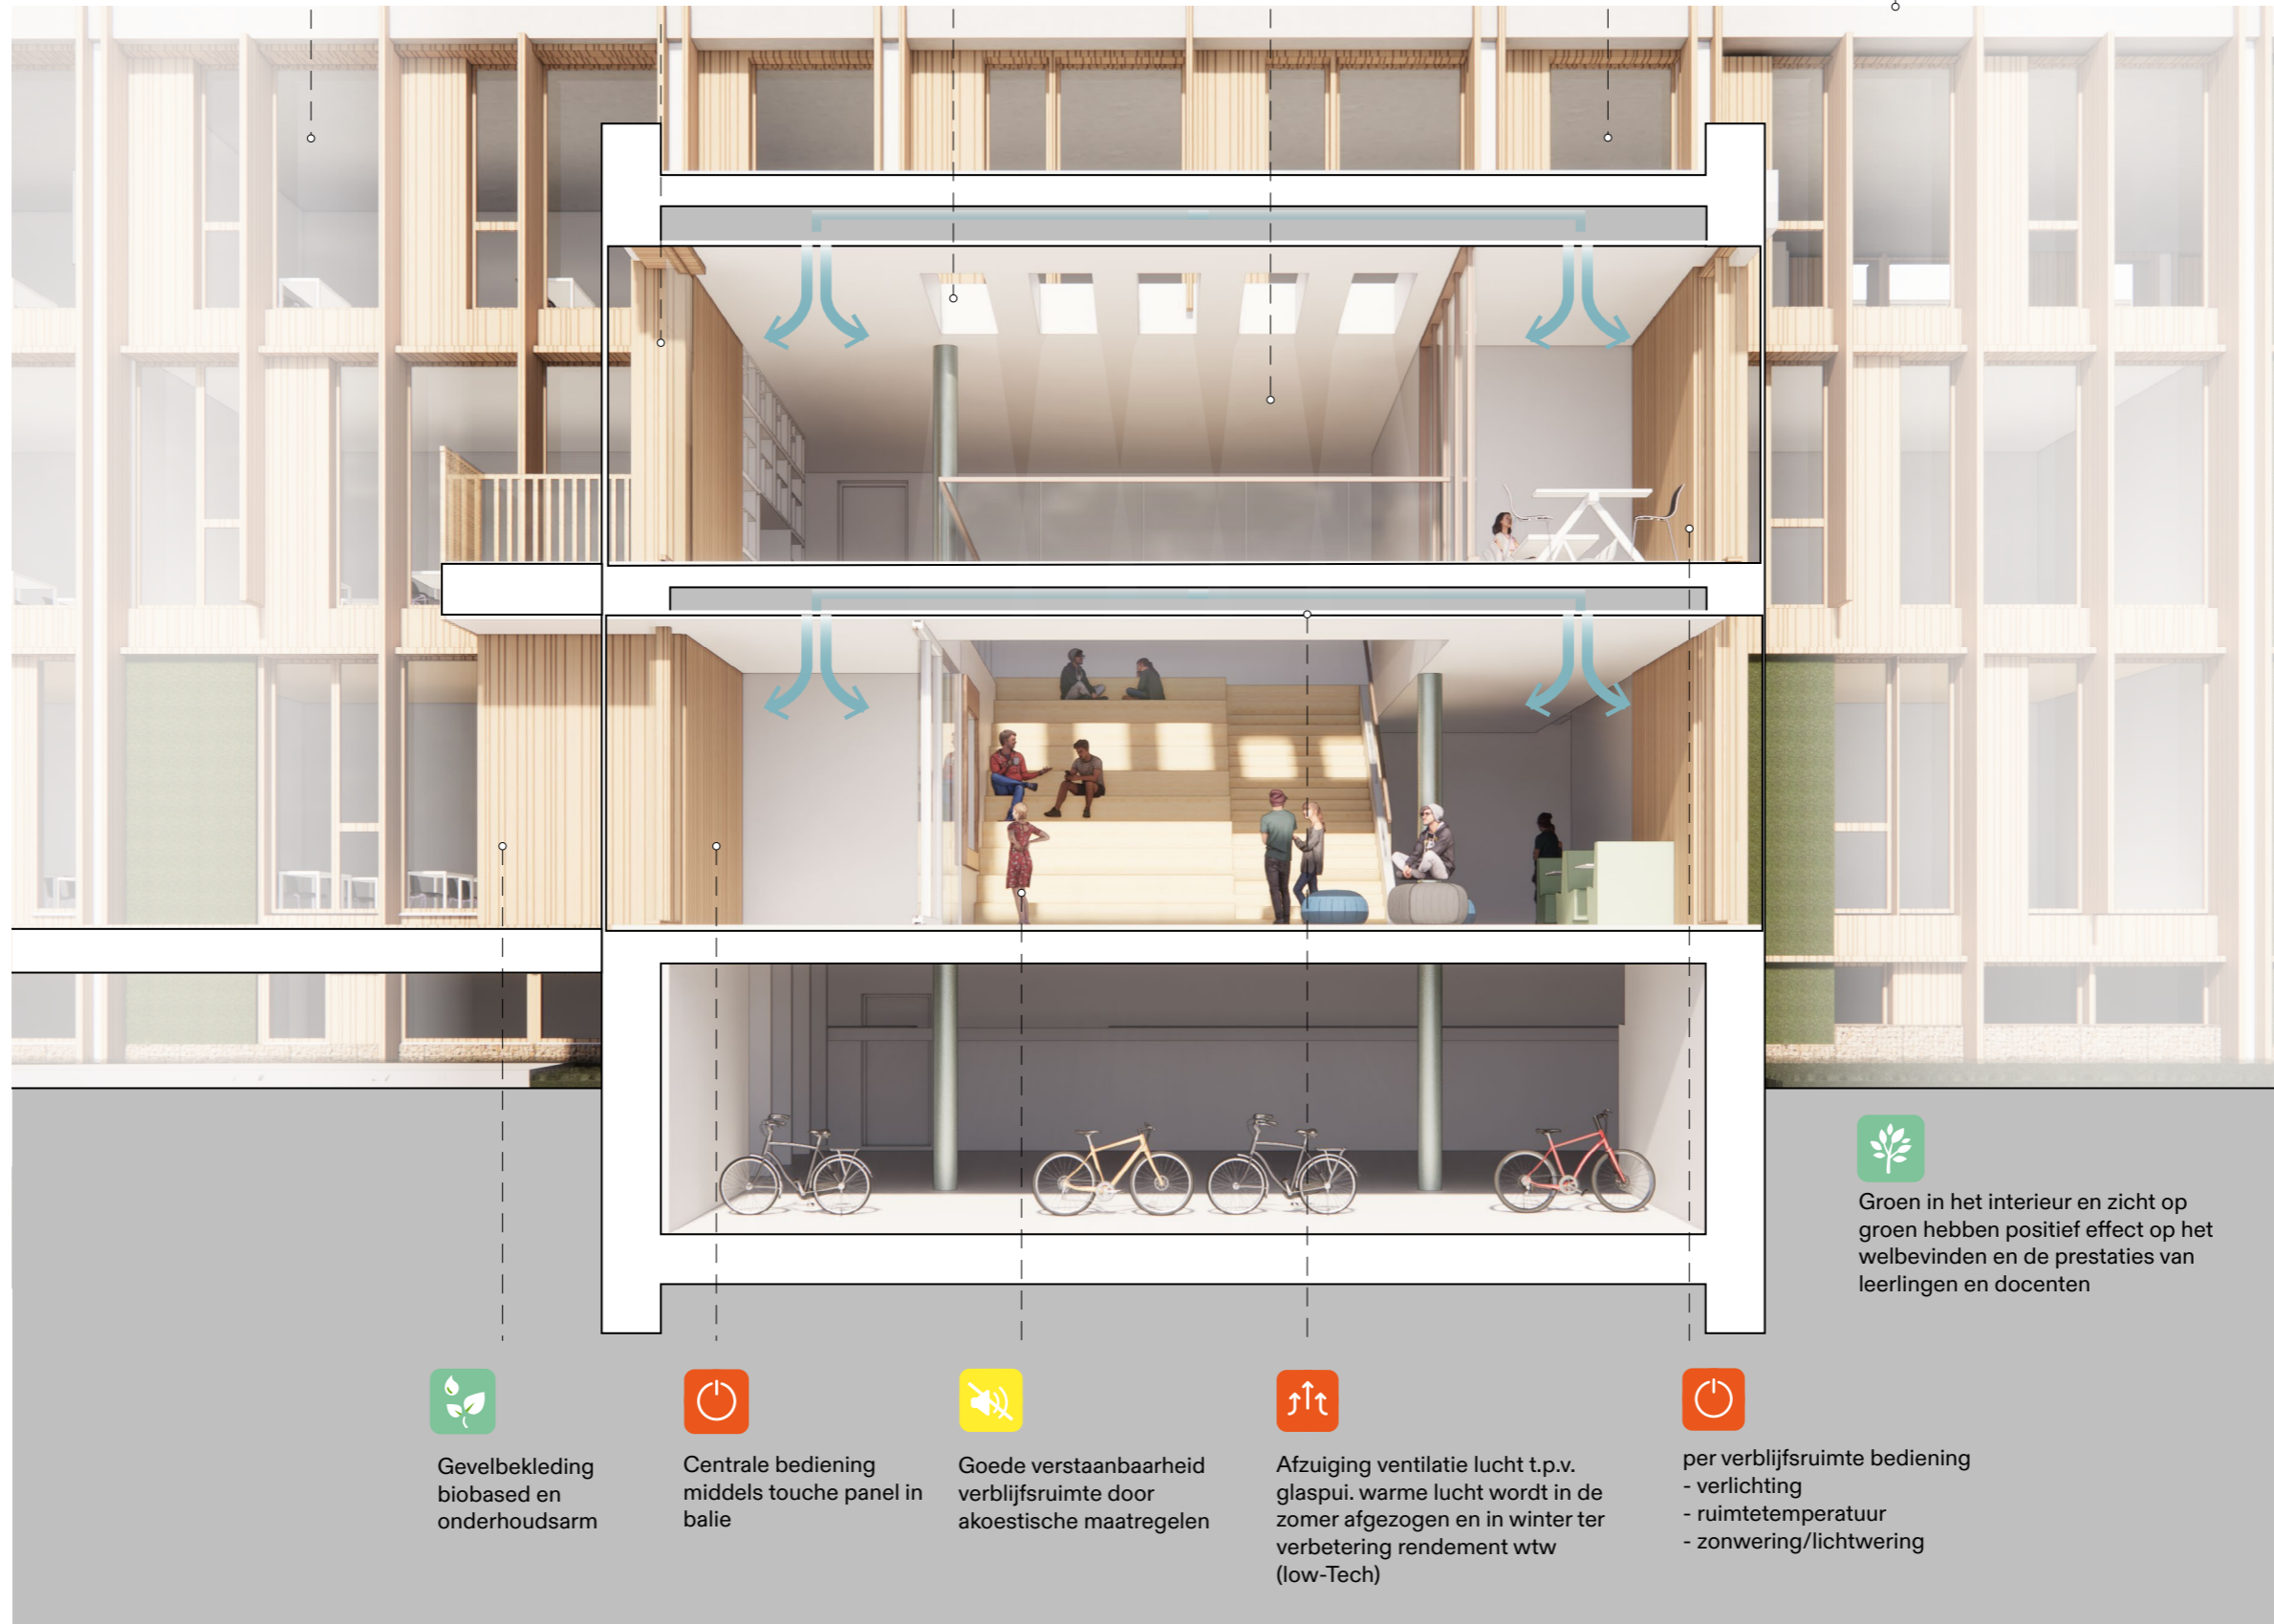 Groen in het interieur en zicht op
groen hebben positief effect op het
welbevinden en de prestaties van
leerlingen en docenten
Gevelbekleding
biobased en
onderhoudsarm
Centrale bediening
middels touche panel in
balie
Goede verstaanbaarheid
verblijfsruimte door
akoestische maatregelen
Afzuiging ventilatie lucht t.p.v.
glaspui. warme lucht wordt in de
zomer afgezogen en in winter ter
verbetering rendement wtw
(low-Tech)
per verblijfsruimte bediening
- verlichting
- ruimtetemperatuur
- zonwering/lichtwering